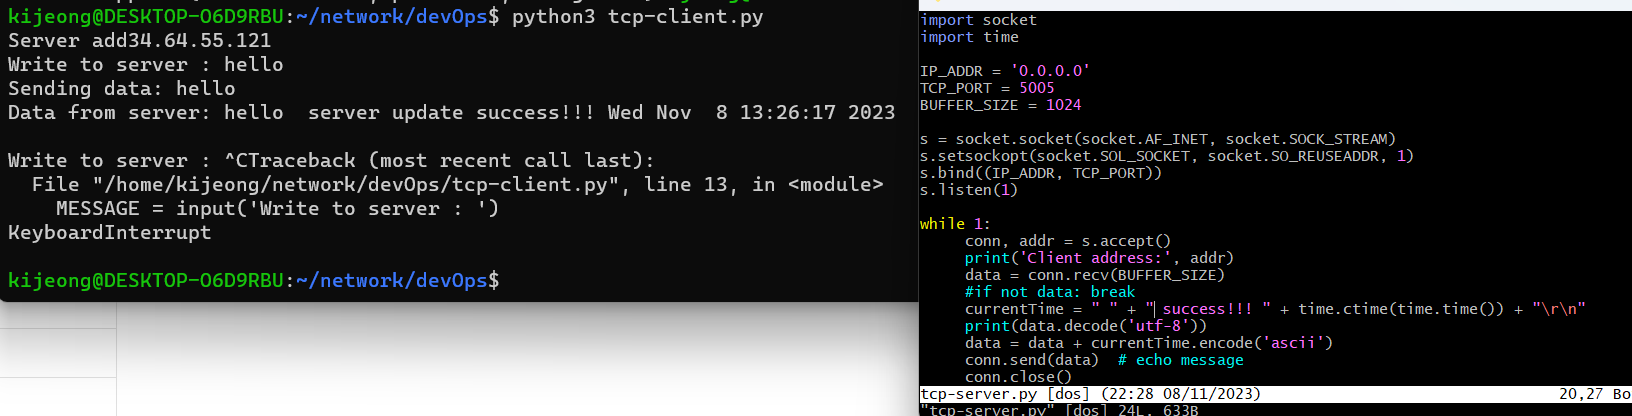 kijeong@DESKTOP-O6D9RBU:~/network/devOps$ python3 tcp-client.py
Server add34.64.55.121
Write to server : hello
Sending data: hello
Data from server: hello  server update success!!! Wed Nov  8 13:26:17 2023

Write to server : ^CTraceback (most recent call last):
  File "/home/kijeong/network/devOps/tcp-client.py", line 13, in <module>
    MESSAGE = input('Write to server : ')
KeyboardInterrupt

kijeong@DESKTOP-O6D9RBU:~/network/devOps$
import socket
import time

IP_ADDR = '0.0.0.0'
TCP_PORT = 5005
BUFFER_SIZE = 1024

s = socket.socket(socket.AF_INET, socket.SOCK_STREAM)
s.setsockopt(socket.SOL_SOCKET, socket.SO_REUSEADDR, 1)
s.bind((IP_ADDR, TCP_PORT))
s.listen(1)

while 1:
     conn, addr = s.accept()
     print('Client address:', addr)
     data = conn.recv(BUFFER_SIZE)
     #if not data: break
     currentTime = " " + " success!!! " + time.ctime(time.time()) + "\r\n"
     print(data.decode('utf-8'))
     data = data + currentTime.encode('ascii')
     conn.send(data)  # echo message
     conn.close()
tcp-server.py [dos] (22:28 08/11/2023) 20,27 Bo
"tcp-server.py" [dos] 24L, 633B